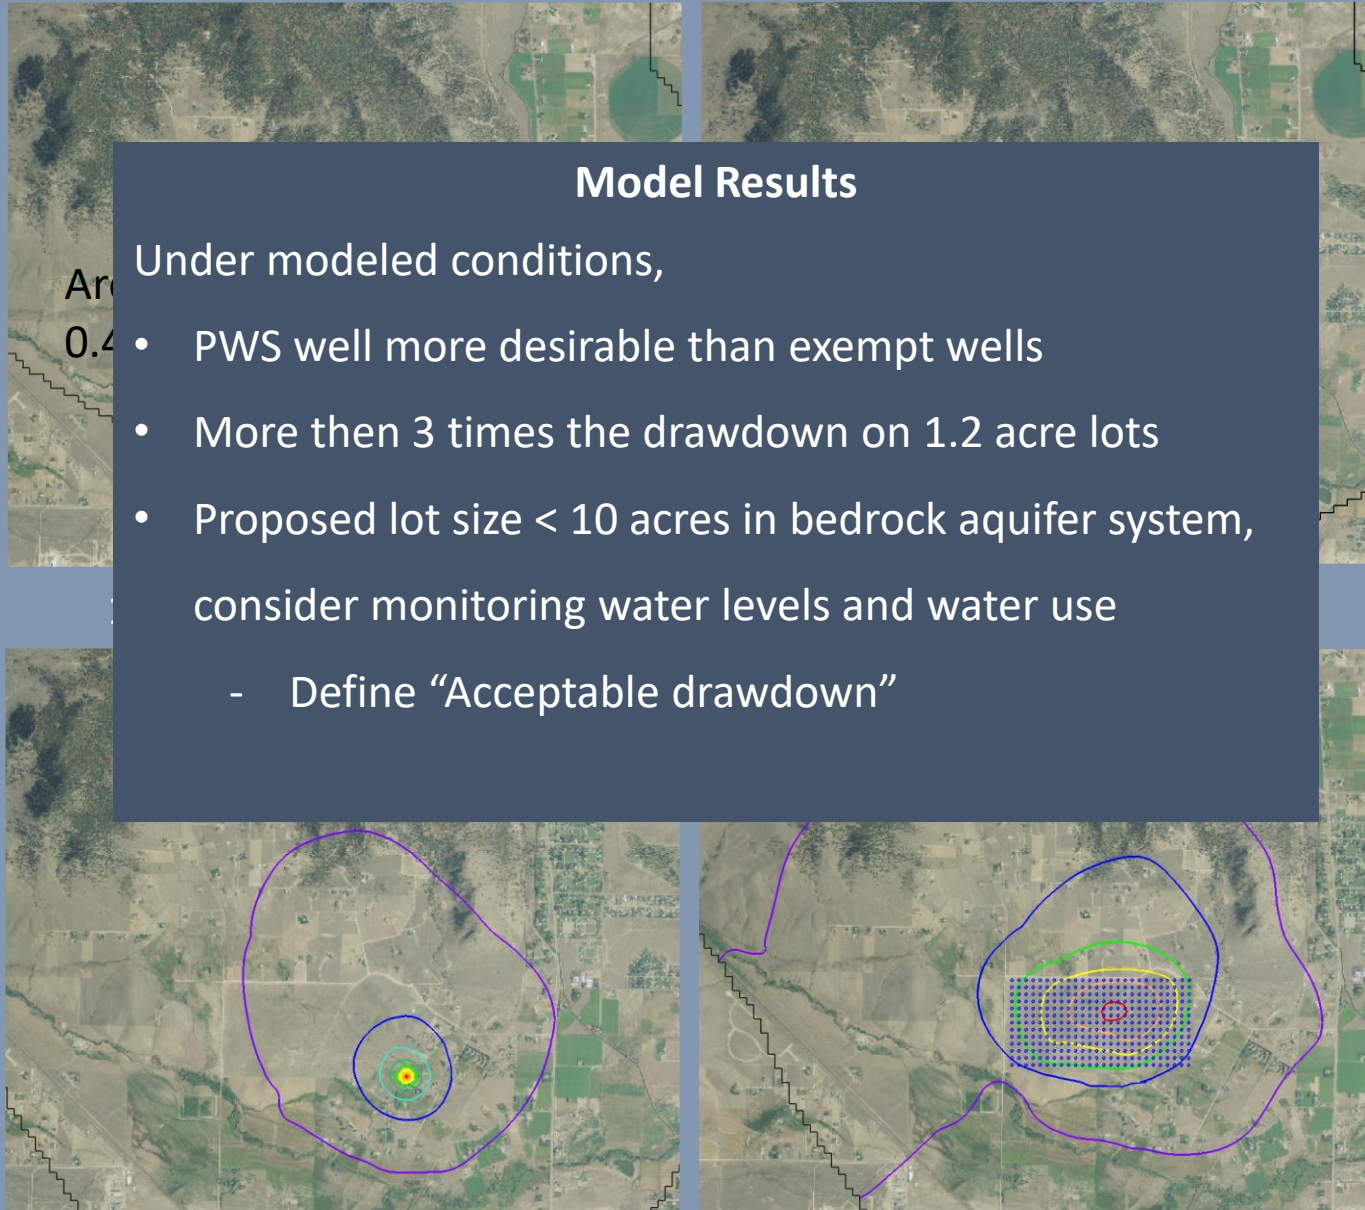 Model Results
Under modeled conditions,
0.4
• PWS well more desirable than exempt wells
• More then 3 times the drawdown on 1.2 acre lots
• Proposed lot size < 10 acres in bedrock aquifer system,
consider monitoring water levels and water use
- Define “Acceptable drawdown”